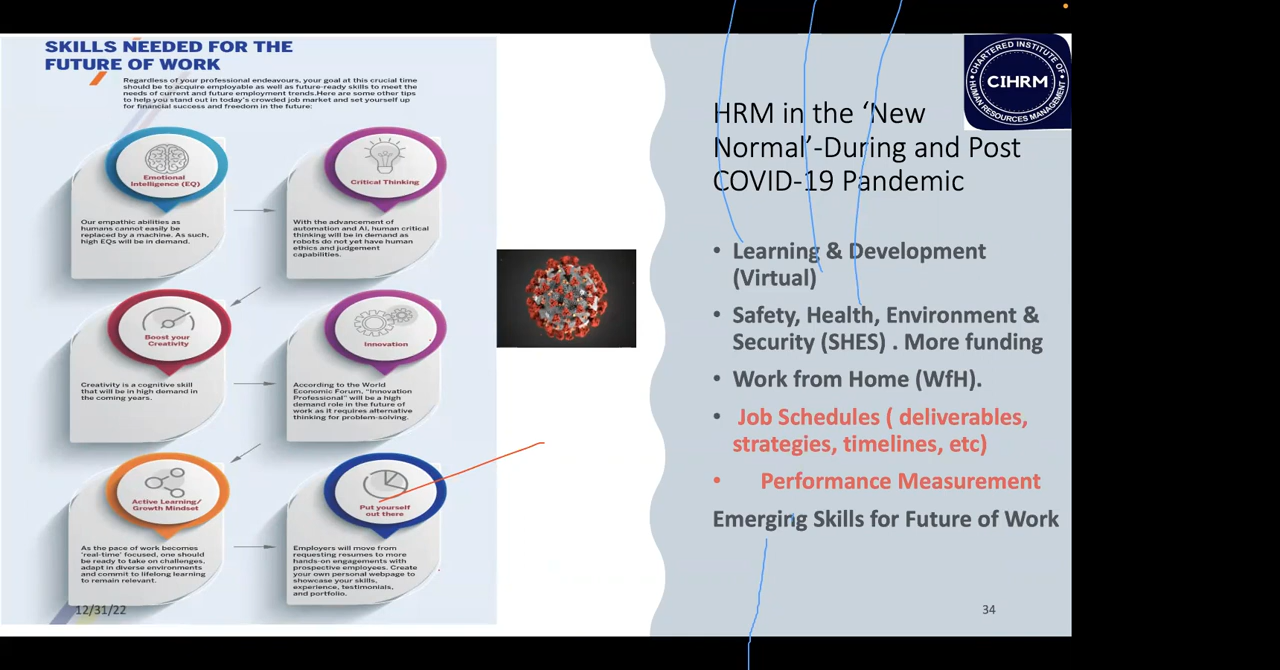 SKILLS NEEDED FOR THE
FUTURE OF WORK
Regardless of your professional endeavours, your goal at this crucial time
should be to acquire employable as well as future-ready skills to meet the
needs of current and future employment trends.Here are some other tips
to help you stand out in today's crowded job market and set yourself up
for financial success and freedom in the future:
Emotional
Intelligence (EQ)
Our empathic abilities as
humans cannot easily be
replaced by a machine. As such,
high EQs will be in demand.
Critical Thinking
With the advancement of
automation and AI, human critical
thinking will be in demand as
robots do not yet have human
ethics and judgement
capabilities.
Boost your
Creativity
Creativity is a cognitive skill
that will be in high demand in
the coming years.
Innovation
According to the World
Economic Forum, "Innovation
Professional" will be a high
demand role in the future of
work as it requires alternative
thinking for problem-solving.
Active Learning/
Growth Mindset
As the pace of work becomes
'real-time' focused, one should
be ready to take on challenges,
adapt in diverse environments
and commit to lifelong learning
to remain relevant.
Put yourself
out there
Employers will move from
requesting resumes to more
hands-on engagements with
prospective employees. Create
your own personal webpage to
showcase your skills,
experience, testimonials,
and portfolio.
12/31/22
CHARTERED INSTITUTE OF
CIHRM
HUMAN RESOURCES MANAGEMENT
HRM in the ‘New
Normal’-During and Post
COVID-19 Pandemic
• Learning & Development
(Virtual)
• Safety, Health, Environment &
Security (SHES) . More funding
• Work from Home (WfH).
• Job Schedules ( deliverables,
strategies, timelines, etc)
• Performance Measurement
Emerging Skills for Future of Work
34